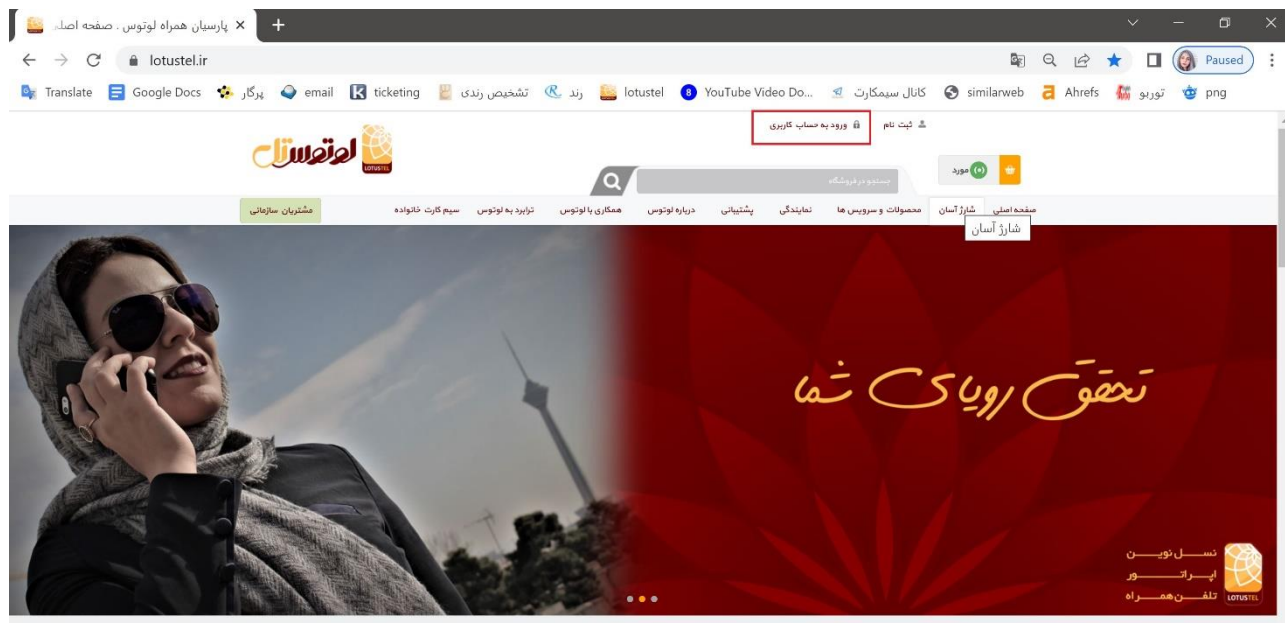 پارسیان همراه لوتوس . صفحه اصلی
lotustel.ir
Paused
Translate
Google Docs
پرگار
email
ticketing
تشخیص رندی
رند
lotustel
YouTube Video Do...
کانال سیمکارت
similarweb
Ahrefs
توربو
png
ثبت نام
ورود به حساب کاربری
لوتوس‌تل
LOTUSTEL
(۰) مورد
جستجو در فروشگاه
صفحه اصلی
شارژ آسان
محصولات و سرویس ها
نمایندگی
پشتیبانی
درباره لوتوس
همکاری با لوتوس
ترابرد به لوتوس
سیم کارت خانواده
مشتریان سازمانی
شارژ آسان
تحقق رویای شما
نسل نوین
اپراتور
تلفن همراه
LOTUSTEL